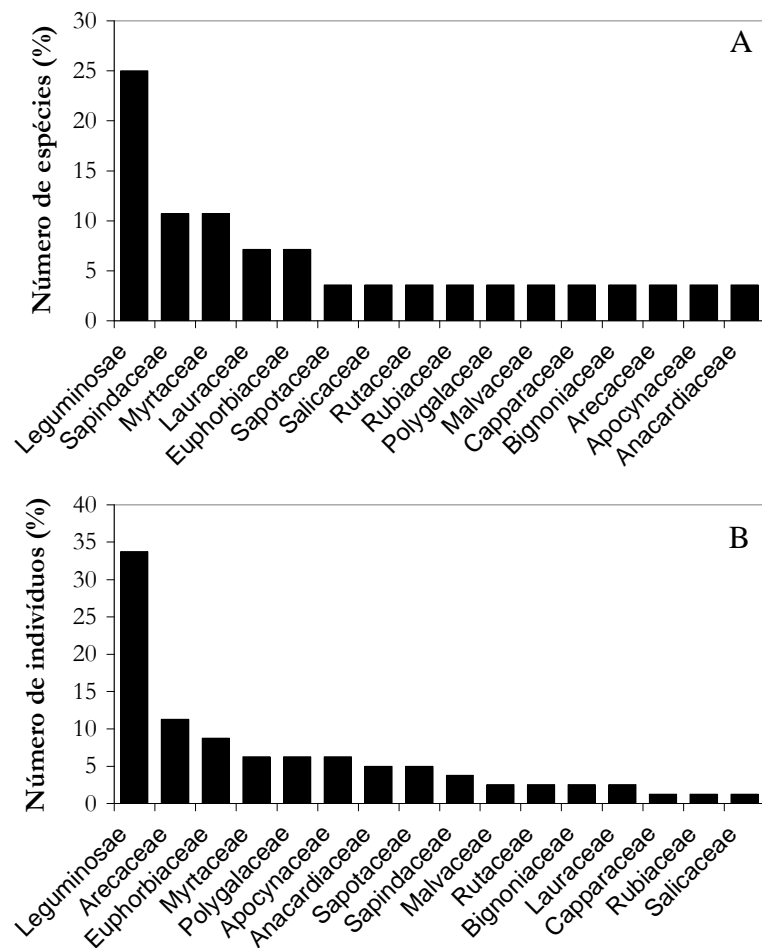 A
Número de espécies (%)
30
25
20
15
10
5
0
Leguminosae
Sapindaceae
Myrtaceae
Lauraceae
Euphorbiaceae
Sapotaceae
Salicaceae
Rutaceae
Rubiaceae
Polygalaceae
Malvaceae
Capparaceae
Bignoniaceae
Arecaceae
Apocynaceae
Anacardiaceae
B
Número de indivíduos (%)
40
35
30
25
20
15
10
5
0
Leguminosae
Arecaceae
Euphorbiaceae
Myrtaceae
Polygalaceae
Apocynaceae
Anacardiaceae
Sapotaceae
Sapindaceae
Malvaceae
Rutaceae
Bignoniaceae
Lauraceae
Capparaceae
Rubiaceae
Salicaceae